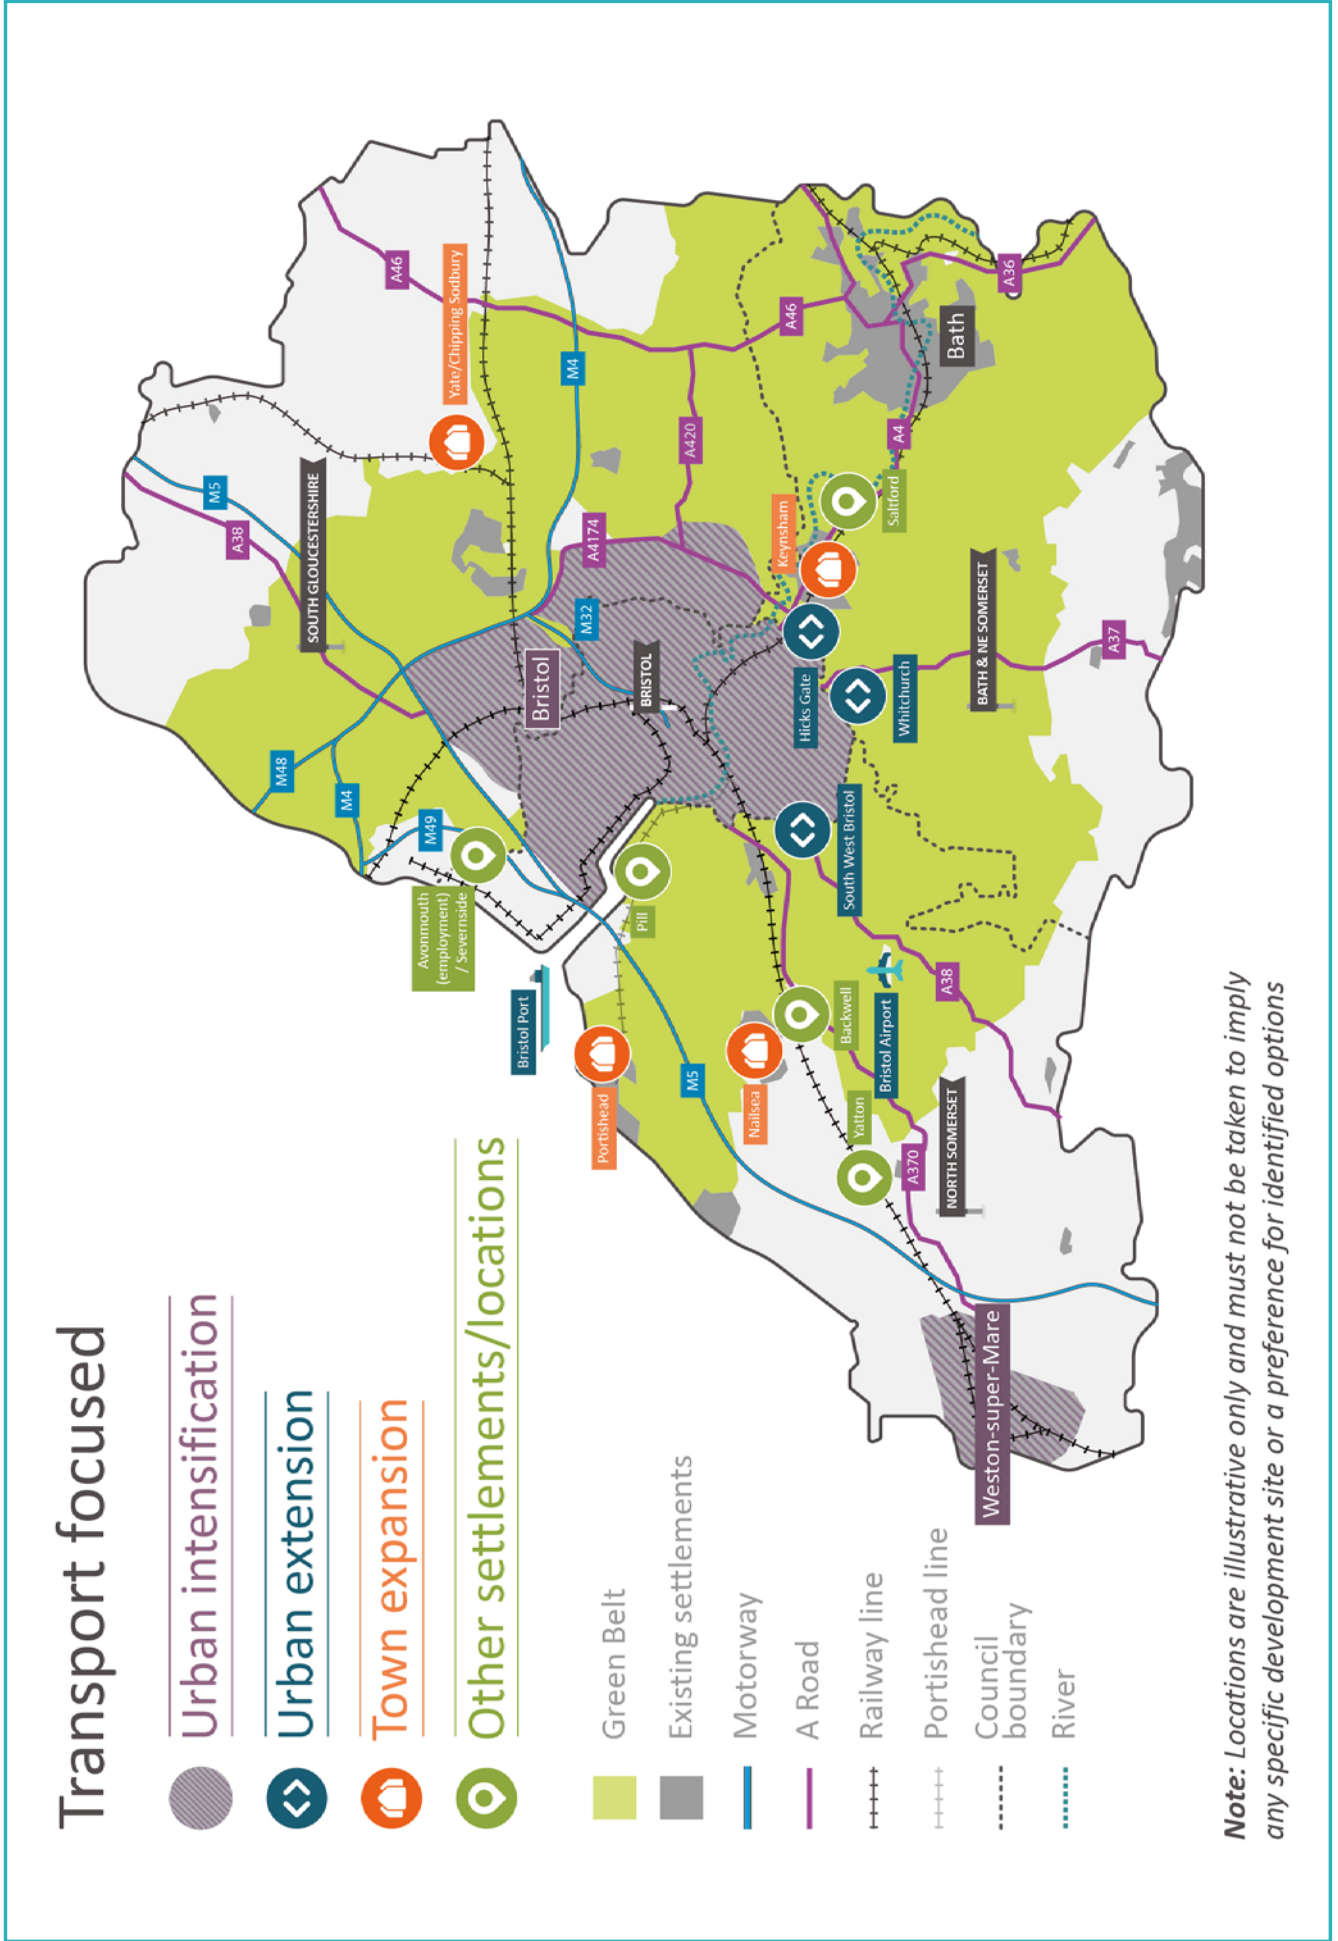 Transport focused
Urban intensification
Urban extension
Town expansion
Other settlements/locations
Green Belt
Existing settlements
Motorway
A Road
Railway line
Portishead line
Council
boundary
River
SOUTH GLOUCESTERSHIRE
BRISTOL
BATH & NE SOMERSET
NORTH SOMERSET
Bristol
Bath
Weston-super-Mare
Yate/Chipping Sodbury
Keynsham
Portishead
Nailsea
Hicks Gate
Whitchurch
South West Bristol
Avonmouth
(employment)
/ Severnside
Pill
Backwell
Yatton
Saltford
Bristol Port
Bristol Airport
M5
A38
M48
M4
M49
A46
M4
A4174
M32
A420
A46
A4
A36
A37
M5
A38
A370
Note: Locations are illustrative only and must not be taken to imply
any specific development site or a preference for identified options